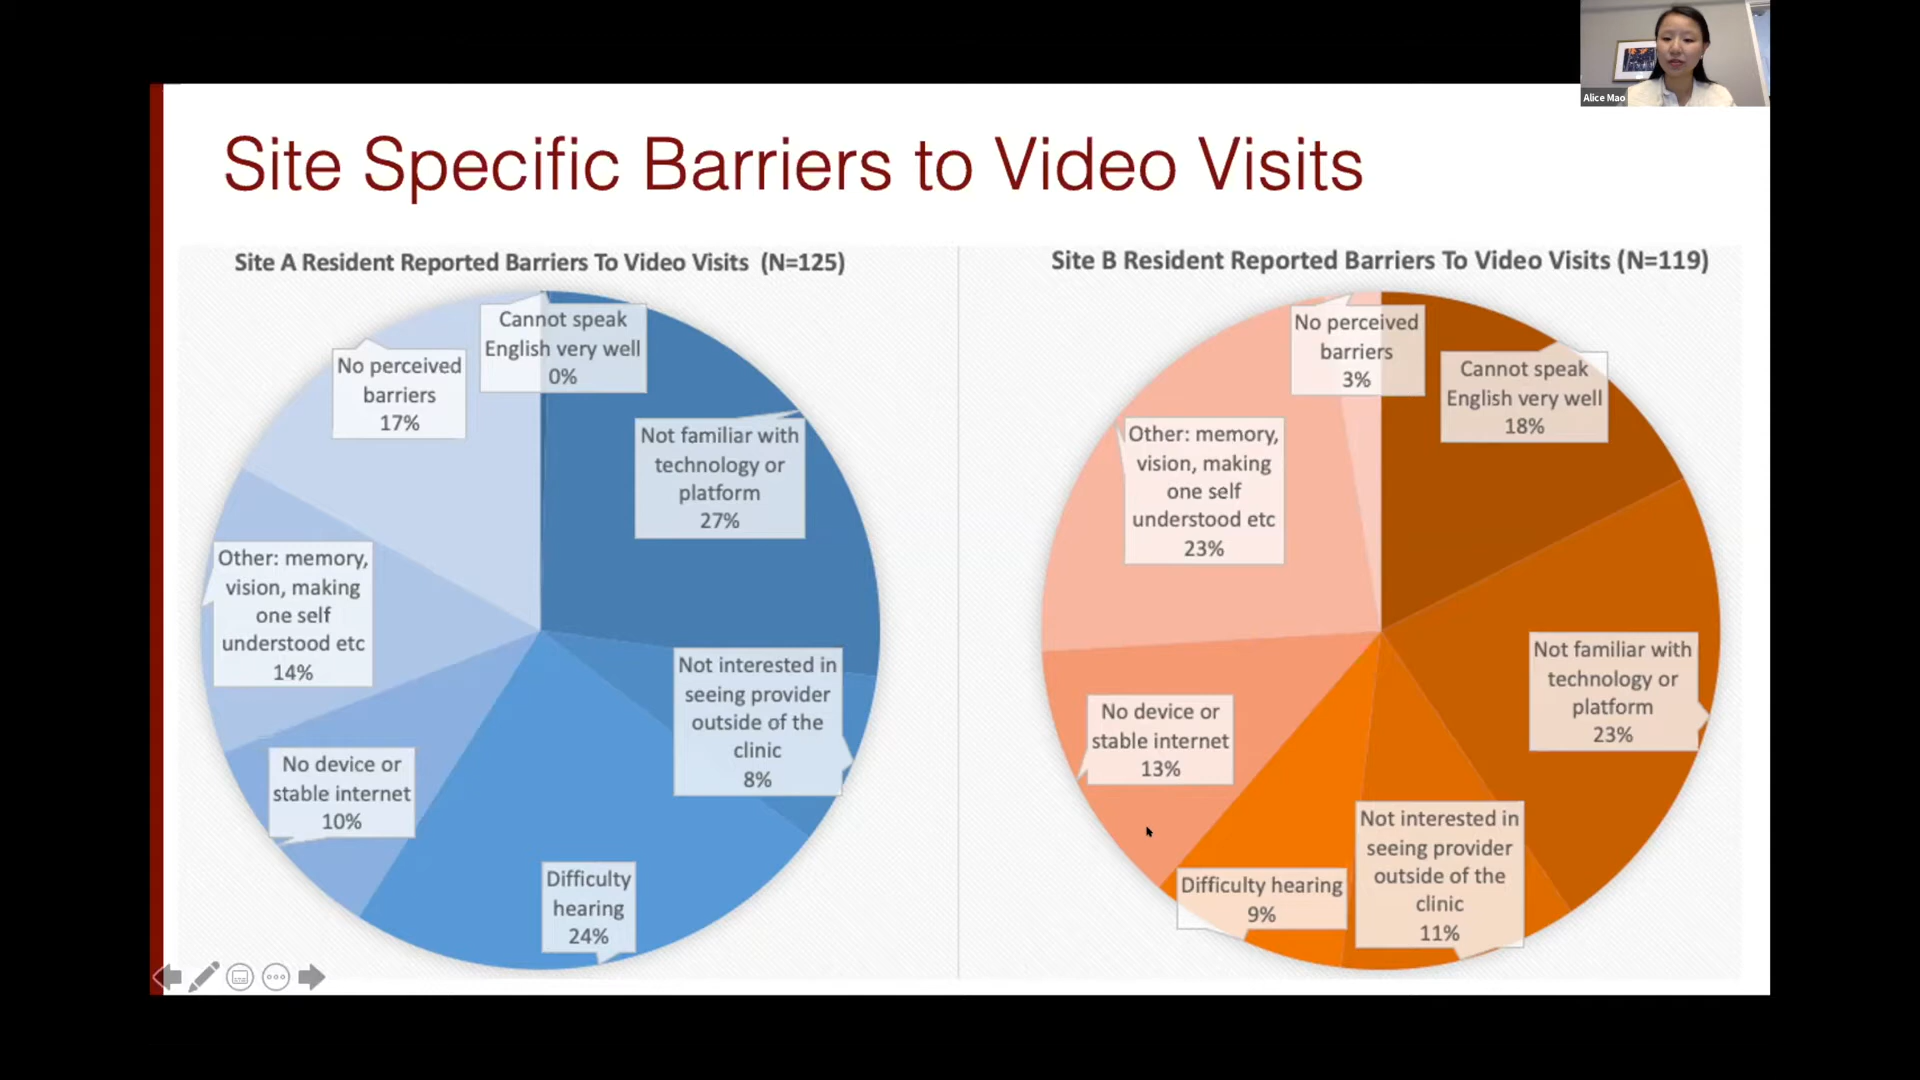 Alice Mao
Site Specific Barriers to Video Visits
Site A Resident Reported Barriers To Video Visits (N=125)
Cannot speak
English very well
0%
No perceived
barriers
17%
Not familiar with
technology or
platform
27%
Other: memory,
vision, making
one self
understood etc
14%
Not interested in
seeing provider
outside of the
clinic
8%
No device or
stable internet
10%
Difficulty
hearing
24%
Site B Resident Reported Barriers To Video Visits (N=119)
No perceived
barriers
3%
Cannot speak
English very well
18%
Other: memory,
vision, making
one self
understood etc
23%
Not familiar with
technology or
platform
23%
No device or
stable internet
13%
Not interested in
seeing provider
outside of the
clinic
11%
Difficulty hearing
9%